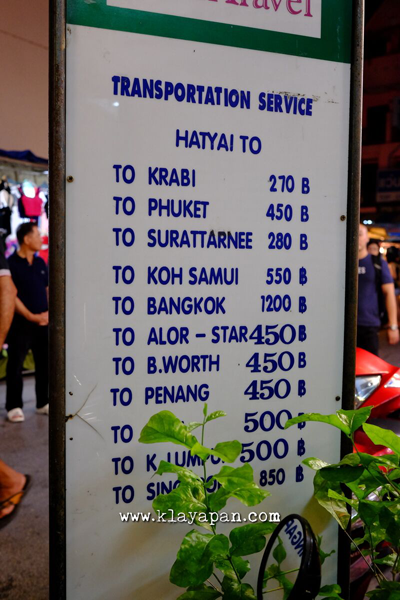 Travel
TRANSPORTATION SERVICE
HATYAI TO
TO KRABI 270 B
TO PHUKET 450 B
TO SURATTARNEE 280 B
TO KOH SAMUI 550 ฿
TO BANGKOK 1200 ฿
TO ALOR - STAR 450 B
TO B.WORTH 450 B
TO PENANG 450 ฿
TO 500 ฿
TO K.LUMPU 500 ฿
TO SING 850 ฿
www.klayapan.com